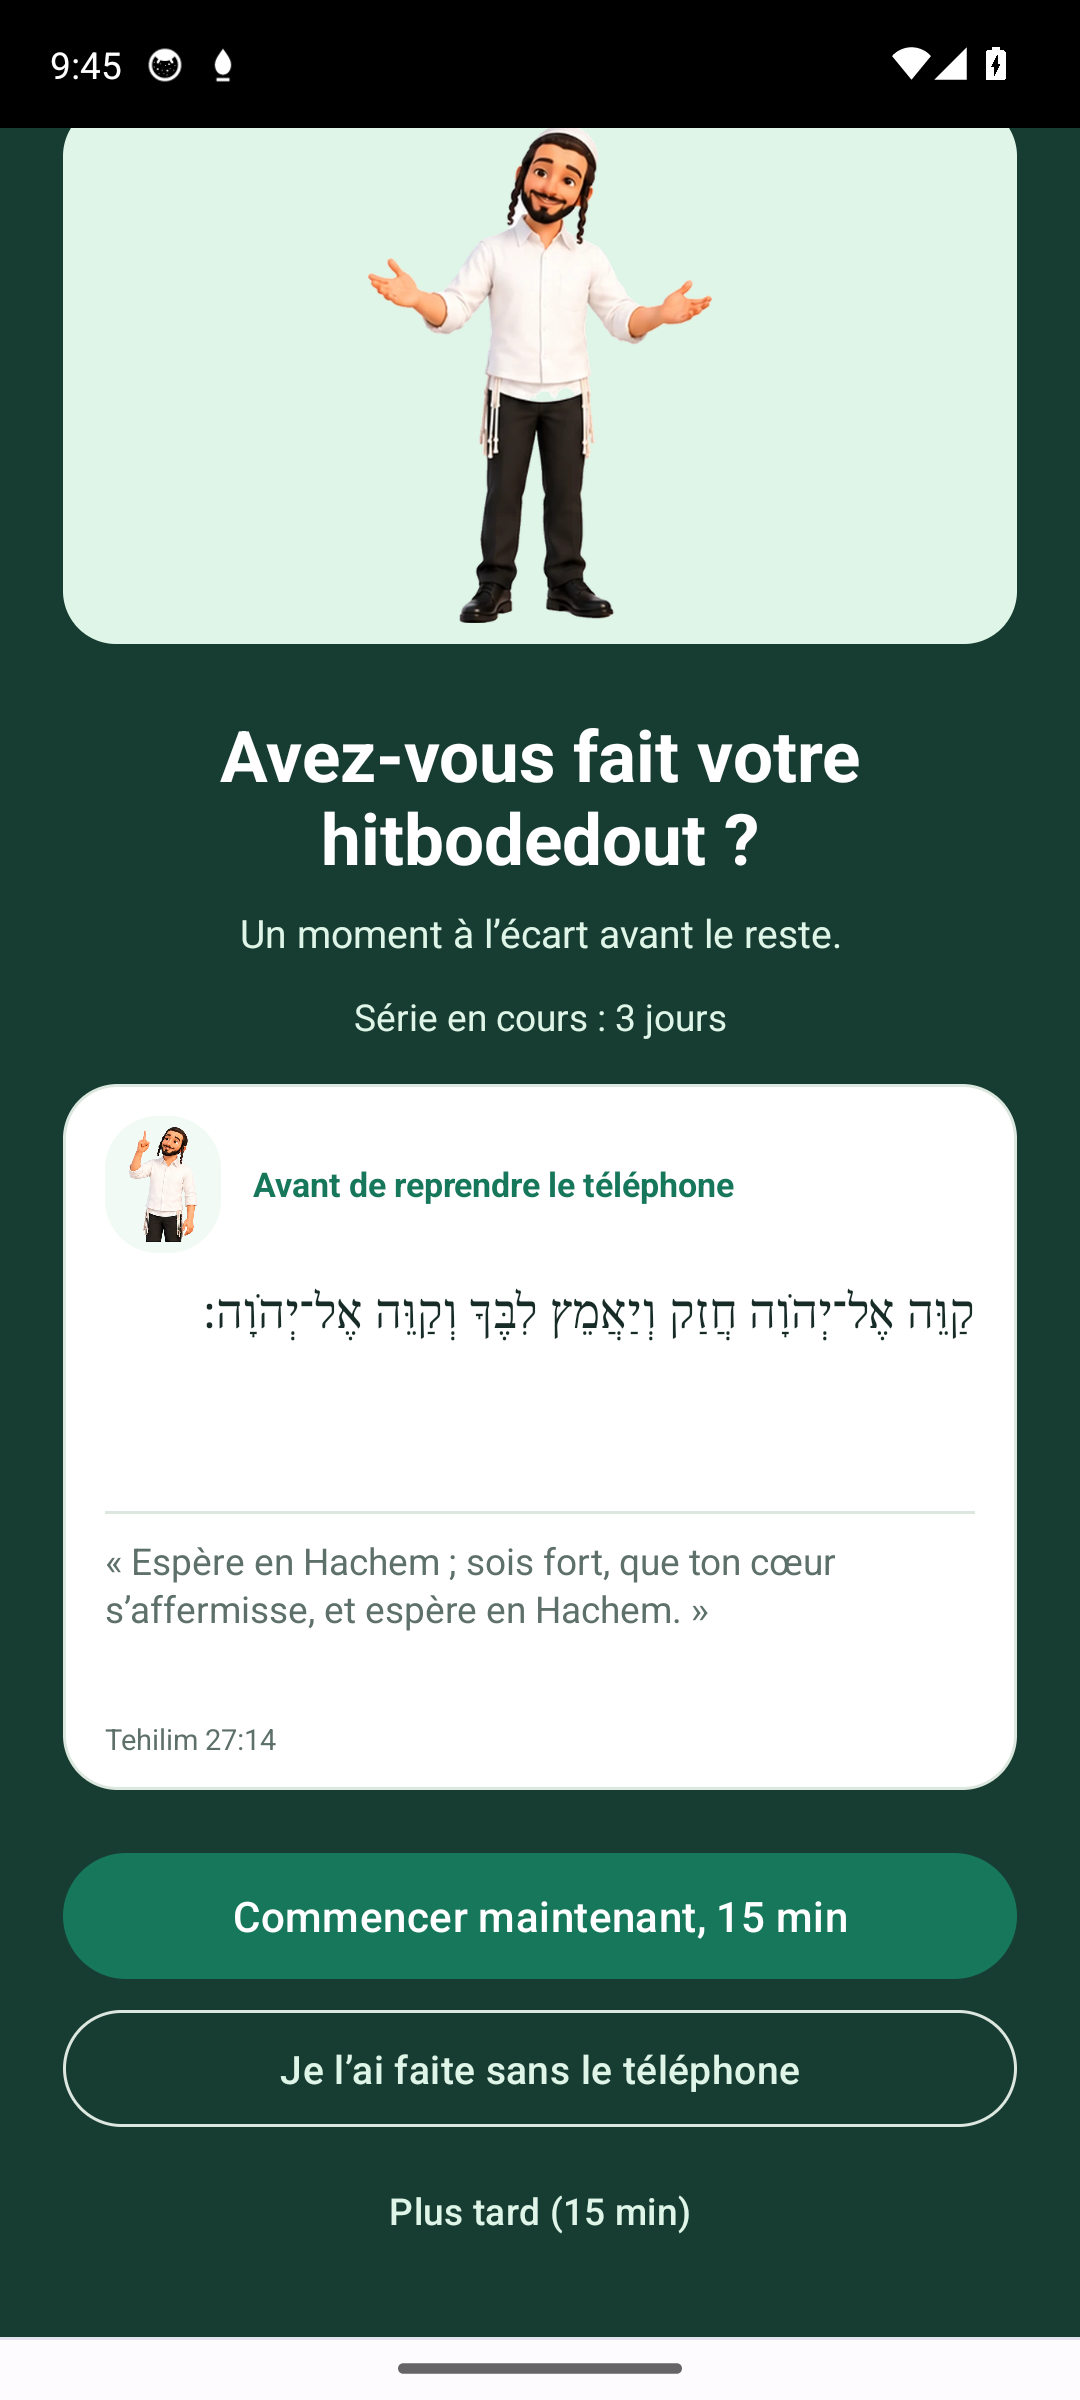 9:45
Avez-vous fait votre
hitbodedout ?
Un moment à l’écart avant le reste.
Série en cours : 3 jours
Avant de reprendre le téléphone
קַוֵּה אֶל־יְהֹוָה חֲזַק וְיַאֲמֵץ לִבֶּךָ וְקַוֵּה אֶל־יְהֹוָה׃
« Espère en Hachem ; sois fort, que ton cœur
s’affermisse, et espère en Hachem. »
Tehilim 27:14
Commencer maintenant, 15 min
Je l’ai faite sans le téléphone
Plus tard (15 min)